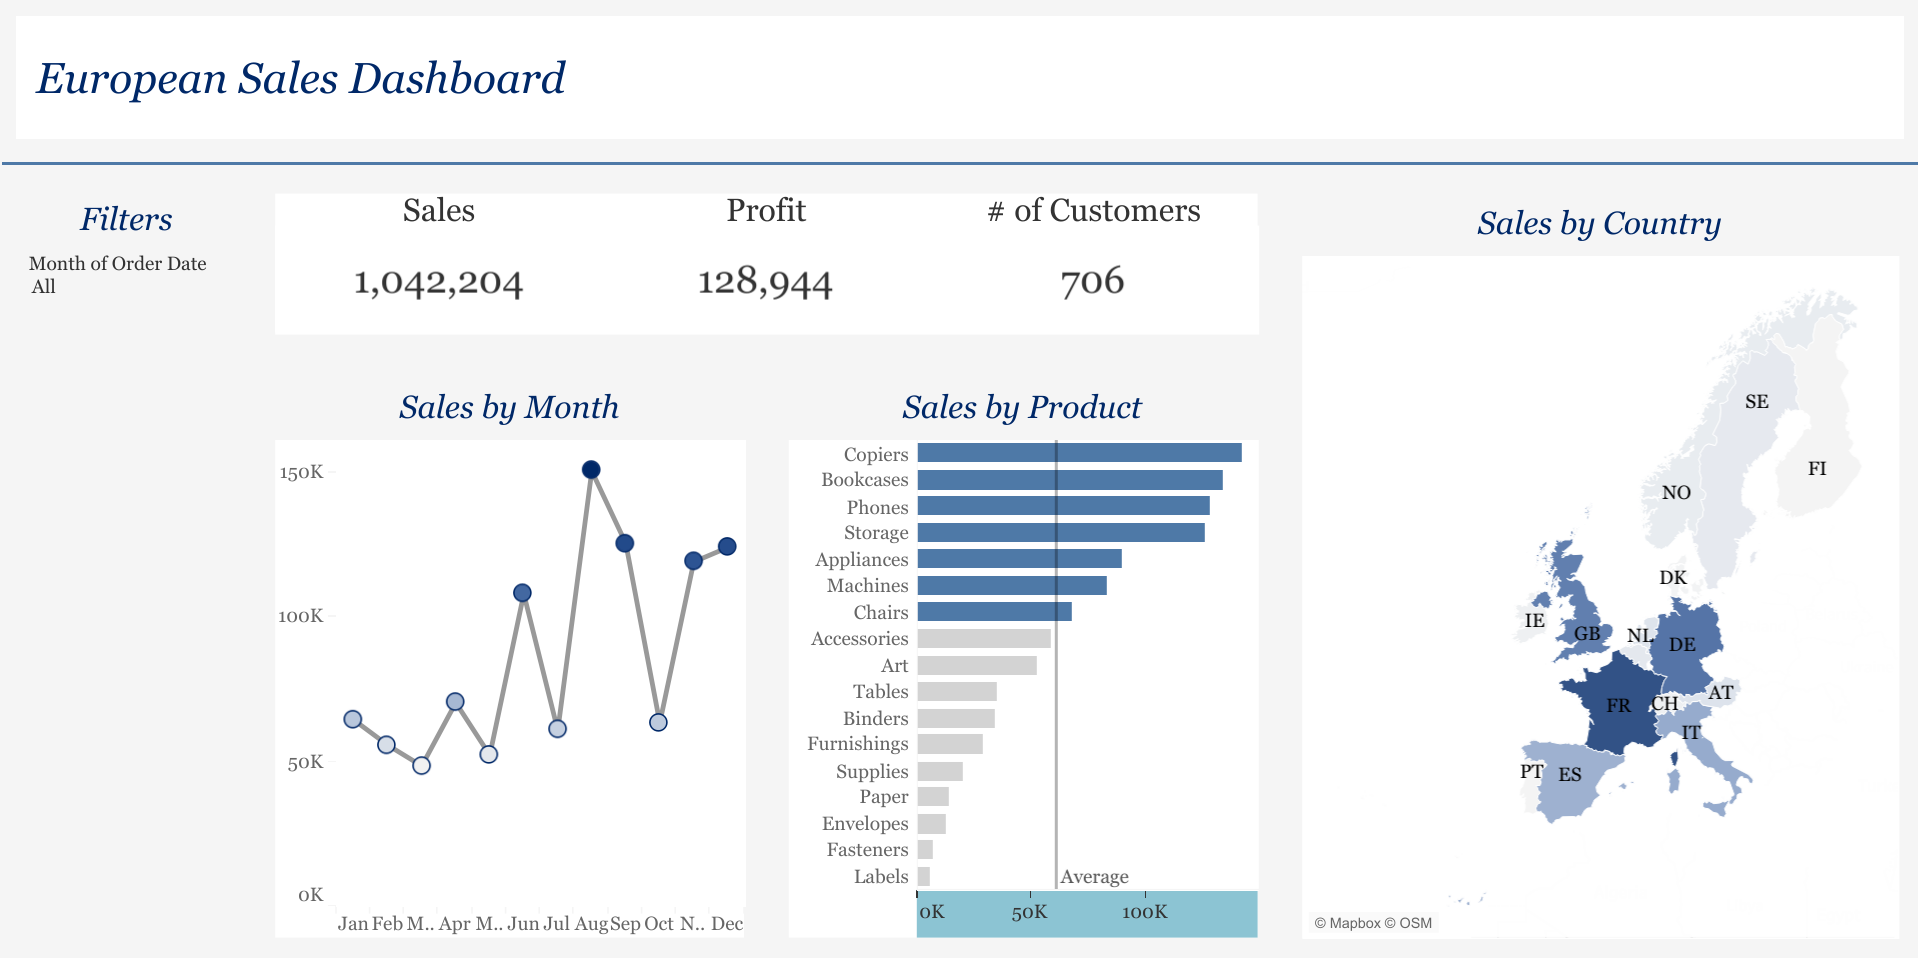 European Sales Dashboard
Filters
Month of Order Date
All
Sales
Profit
# of Customers
1,042,204
128,944
706
Sales by Month
150K
100K
50K
0K
Jan Feb M.. Apr M.. Jun Jul Aug Sep Oct N.. Dec
Sales by Product
Copiers
Bookcases
Phones
Storage
Appliances
Machines
Chairs
Accessories
Art
Tables
Binders
Furnishings
Supplies
Paper
Envelopes
Fasteners
Labels
Average
0K 50K 100K
Sales by Country
SE
FI
NO
DK
IE
GB
NL
DE
AT
CH
FR
IT
PT
ES
© Mapbox © OSM